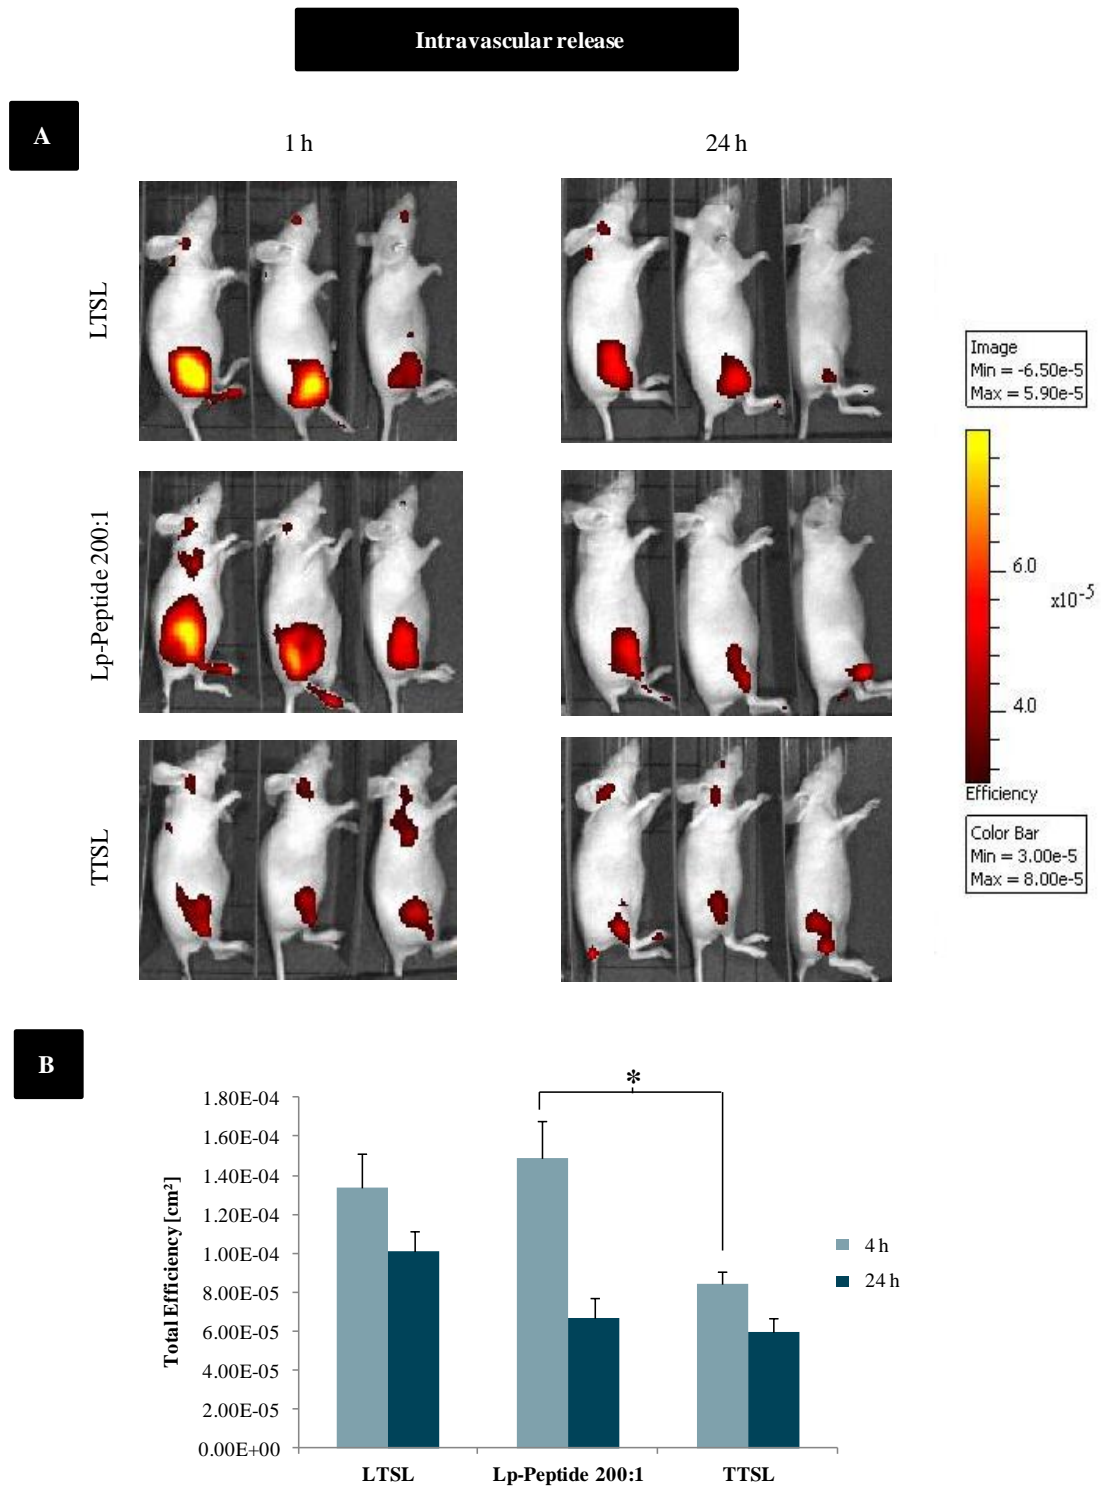 Intravascular release
A
1 h
24 h
LTSL
Lp-Peptide 200:1
TTSL
Image
Min = -6.50e-5
Max = 5.90e-5
6.0
x10-5
4.0
Efficiency
Color Bar
Min = 3.00e-5
Max = 8.00e-5
B
*
Total Efficiency [cm²]
1.80E-04
1.60E-04
1.40E-04
1.20E-04
1.00E-04
8.00E-05
6.00E-05
4.00E-05
2.00E-05
0.00E+00
4 h
24 h
LTSL
Lp-Peptide 200:1
TTSL